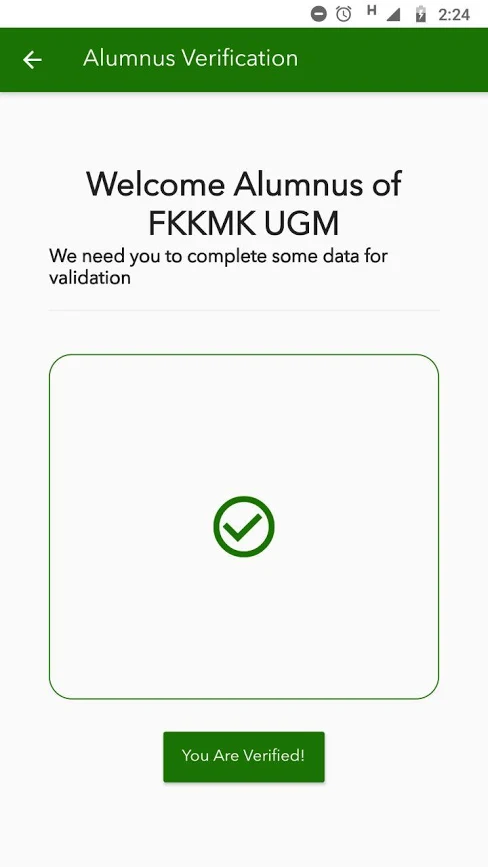 H 2:24
Alumnus Verification
Welcome Alumnus of
FKKMK UGM
We need you to complete some data for
validation
You Are Verified!